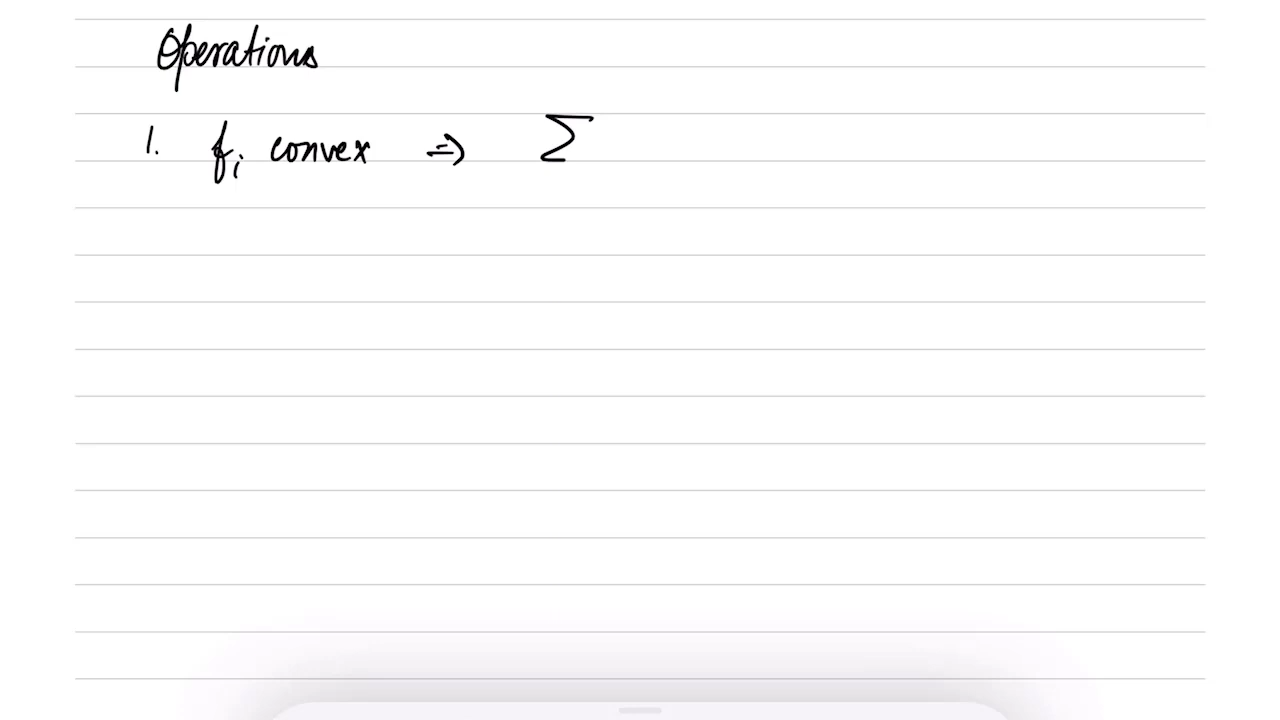 Operations
1. fᵢ convex ⇒ Σ